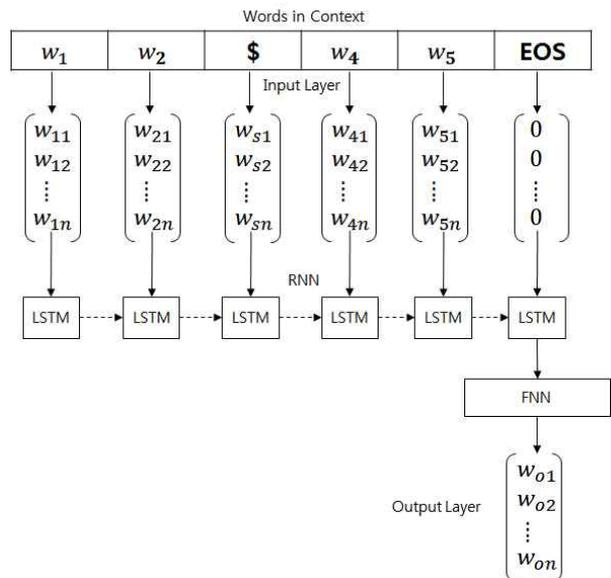 Words in Context
w₁ w₂ $ w₄ w₅ EOS
Input Layer
w₁₁ w₂₁ wₛ₁ w₄₁ w₅₁ 0
w₁₂ w₂₂ wₛ₂ w₄₂ w₅₂ 0
⋮ ⋮ ⋮ ⋮ ⋮ ⋮
w₁ₙ w₂ₙ wₛₙ w₄ₙ w₅ₙ 0
RNN
LSTM LSTM LSTM LSTM LSTM LSTM
FNN
wₒ₁
Output Layer wₒ₂
⋮
wₒₙ